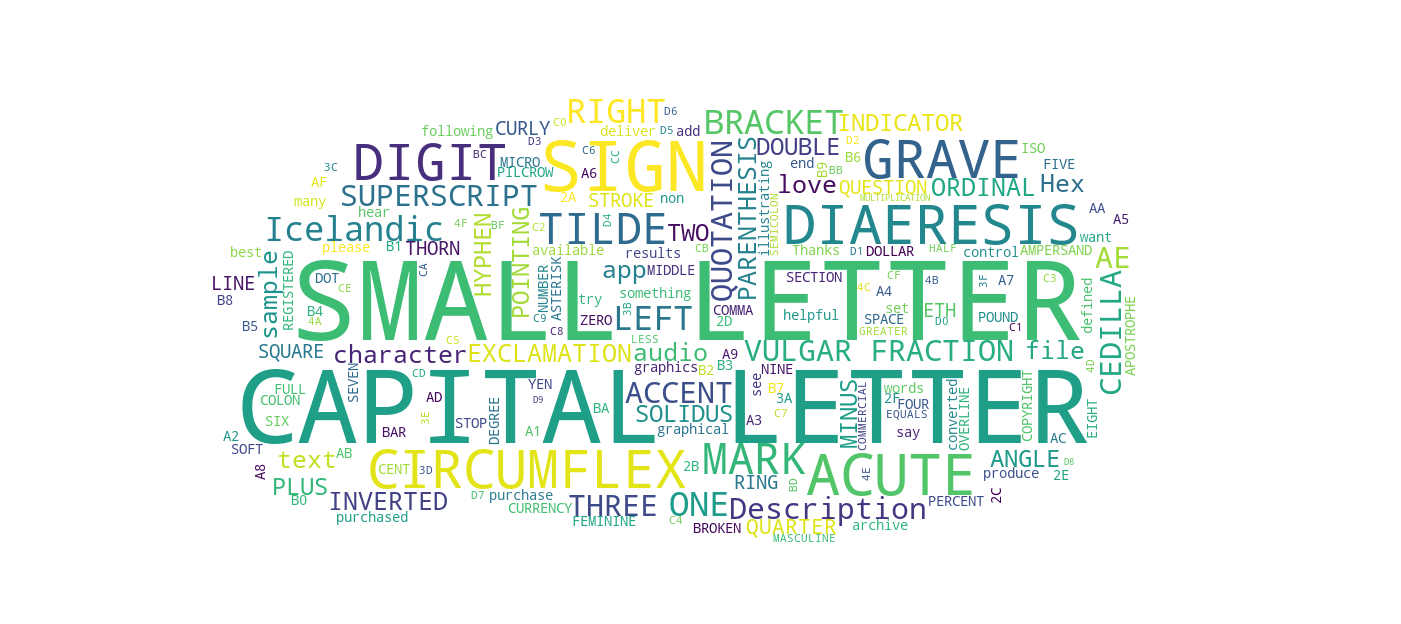 RIGHT
D6
C0
BRACKET
INDICATOR
following
CURLY
deliver
D5
add
D3
DOUBLE
D2
ISO
DIGIT
BC
MICRO
SIGN
C6
CC
QUOTATION
PARENTHESIS
end
B6
GRAVE
FIVE
3C
PILCROW
A6
illustrating
B9
BB
AF
SUPERSCRIPT
2A
STROKE
non
love
QUESTION
ORDINAL
Hex
many
MULTIPLICATION
hear
Icelandic
4F
HYPHEN
BF
POINTING
C2
TILDE
D4
TWO
DIAERESIS
SEMICOLON
AA
A5
best
please
B1
THORN
available
results
CB
Thanks
D1
DOLLAR
HALF
control
want
AMPERSAND
AE
LINE
sample
REGISTERED
DOT
CE
CA
NUMBER
ASTERISK
app
MIDDLE
SECTION
CF
4B
3F
A7
C3
B8
SMALL LETTER
something
try
3B
4C
A4
CEDILLA
B5
B4
4A
C9
C8
ZERO
LEFT
COMMA
2D
helpful
SPACE
set
ETH
D0
POUND
C1
defined
APOSTROPHE
GREATER
C5
LESS
SQUARE
character
EXCLAMATION
audio
A9
VULGAR FRACTION
file
SEVEN
CD
graphics
B2
B3
see
NINE
4D
CAPITAL LETTER
FULL
COLON
AD
YEN
D9
BA
ACCENT
B7
3A
MINUS
COMMERCIAL
words
2F
FOUR
EQUALS
converted
OVERLINE
COPYRIGHT
EIGHT
SIX
3E
STOP
DEGREE
A1
SOLIDUS
A3
C7
say
A2
BAR
graphical
AC
SOFT
A8
text
AB
CENT
3D
CIRCUMFLEX
2B
MARK
RING
BD
ACUTE
4E
ANGLE
D8
produce
2E
PLUS
B0
INVERTED
D7
purchase
CURRENCY
THREE
ONE
Description
PERCENT
2C
purchased
FEMININE
C4
BROKEN
QUARTER
archive
MASCULINE